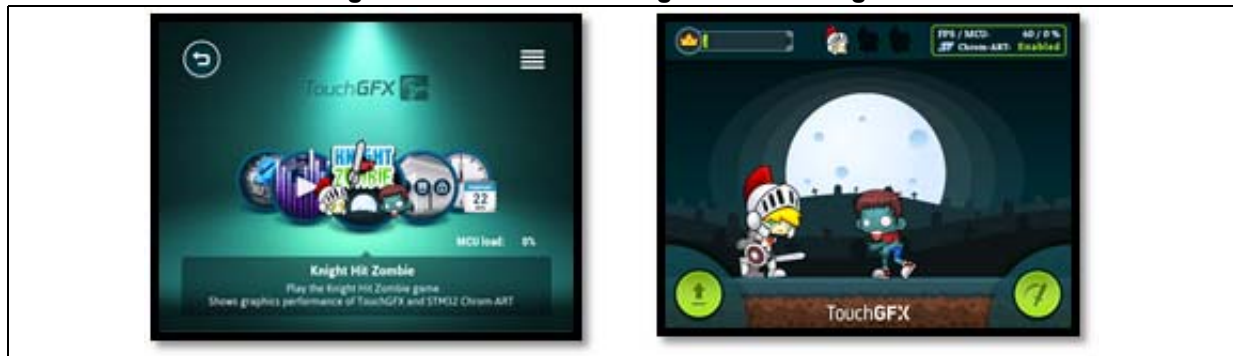 TouchGFX
KNIGHT
ZOMBIE
22
MCU load: 0%
Knight Hit Zombie
Play the Knight Hit Zombie game
Shows graphics performance of TouchGFX and STM32 Chrom-ART
FPS / MCU: 60 / 0 %
Chrom-ART: Enabled
TouchGFX